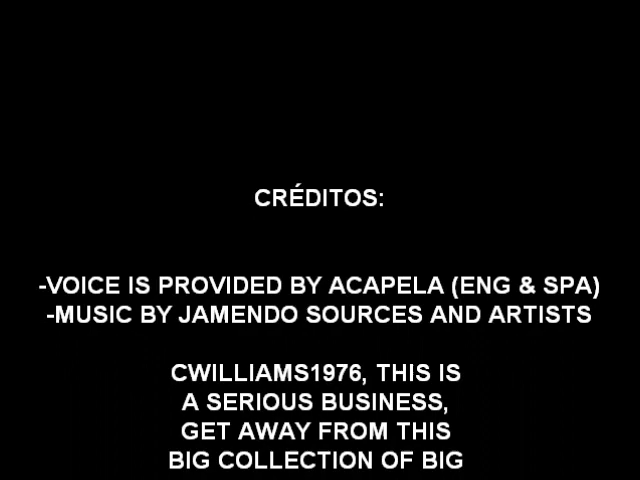 CRÉDITOS:
-VOICE IS PROVIDED BY ACAPELA (ENG & SPA)
-MUSIC BY JAMENDO SOURCES AND ARTISTS
CWILLIAMS1976, THIS IS
A SERIOUS BUSINESS,
GET AWAY FROM THIS
BIG COLLECTION OF BIG